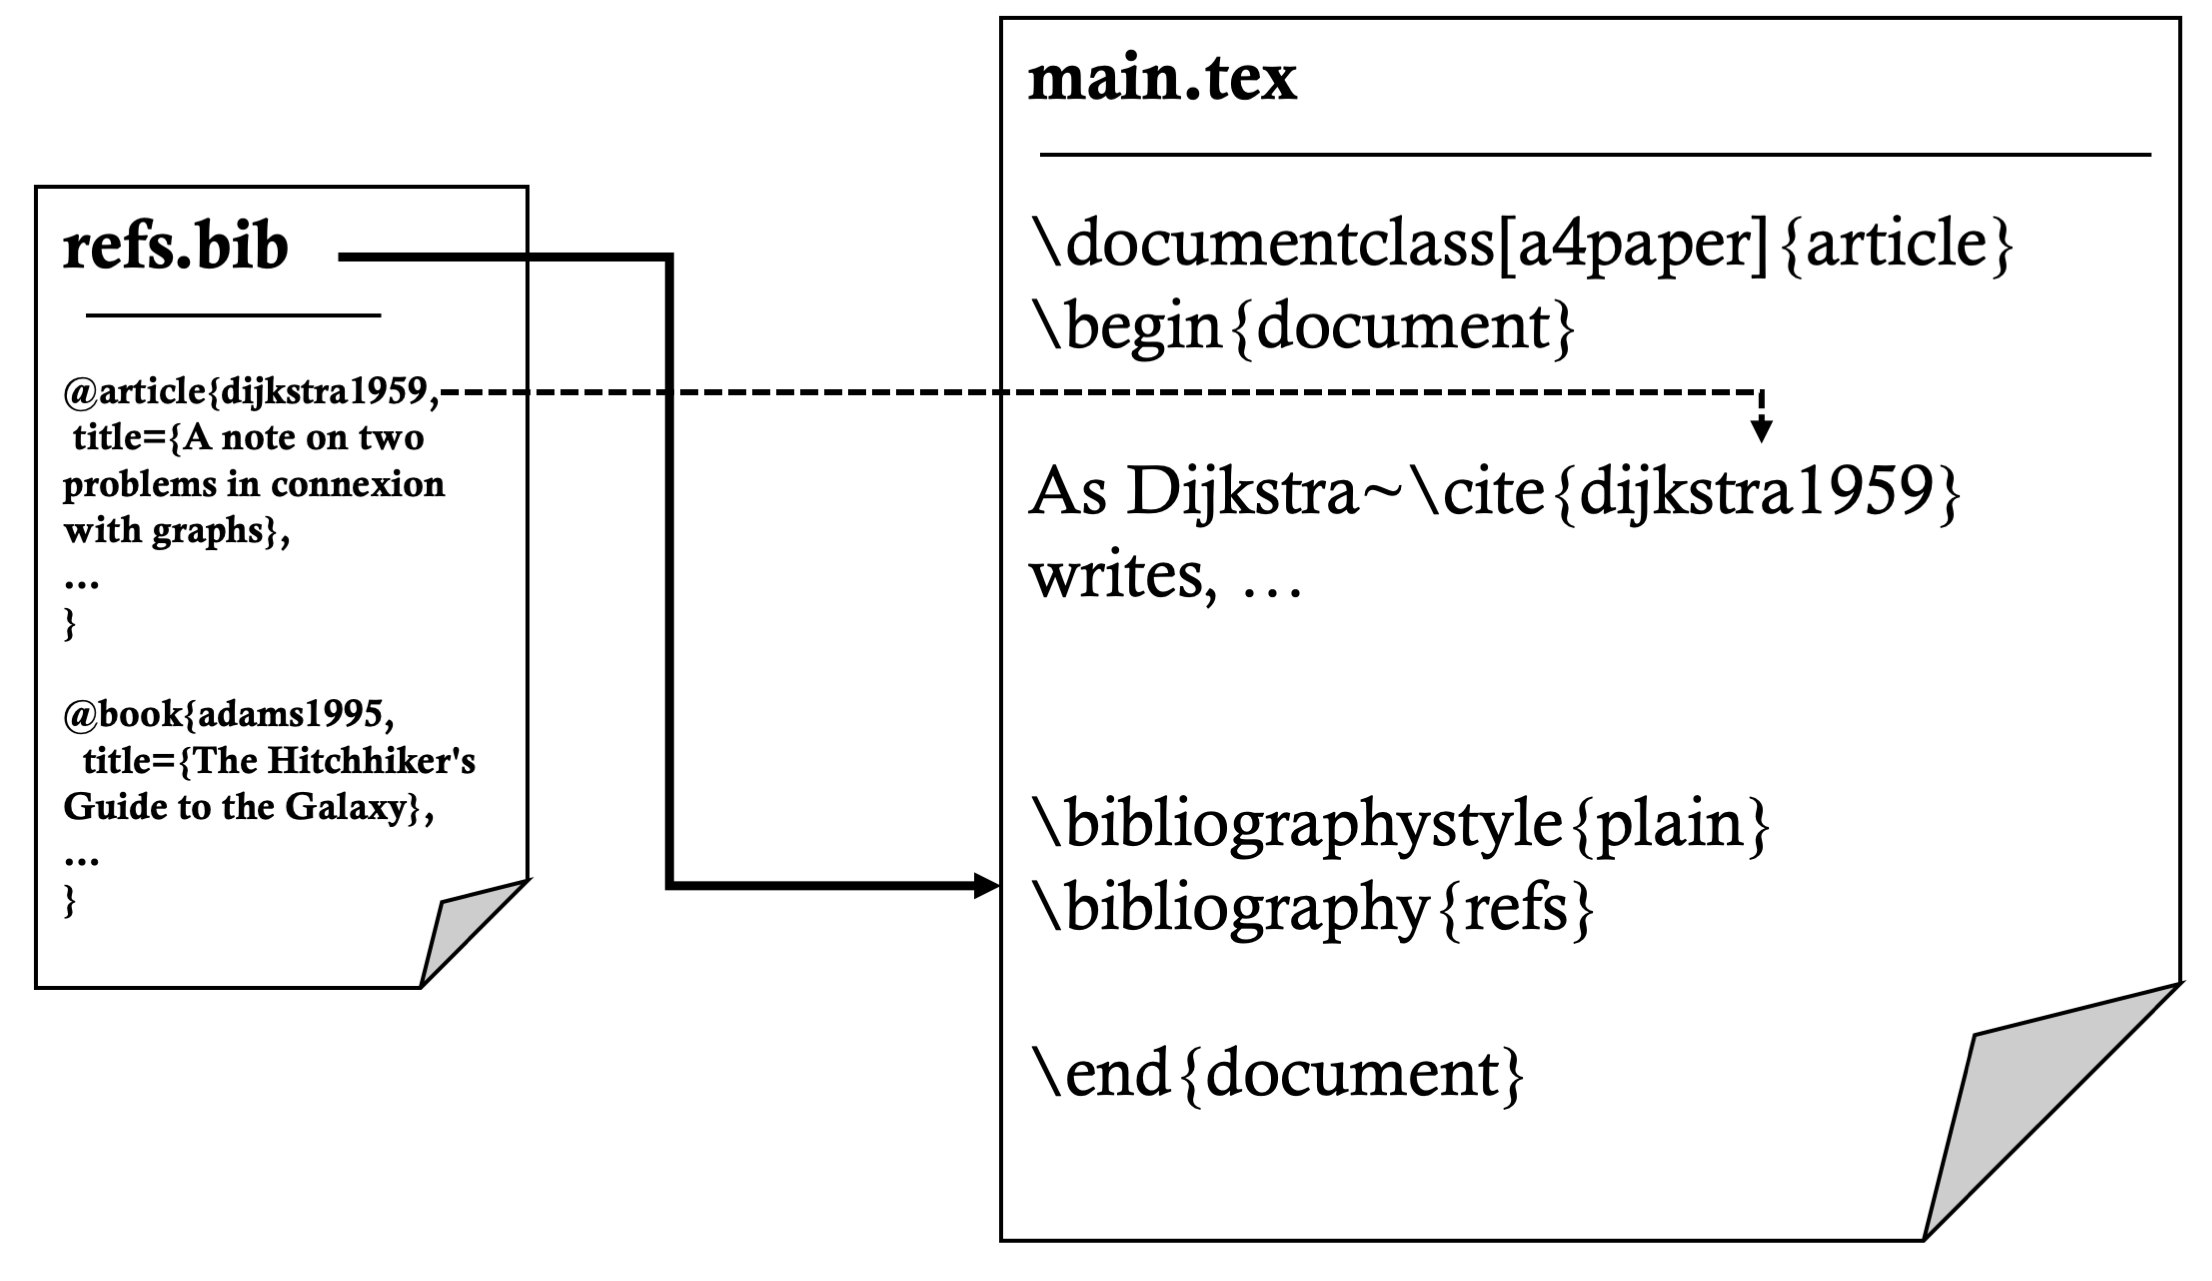 refs.bib
@article{dijkstra1959,
title={A note on two
problems in connexion
with graphs},
...
}
@book{adams1995,
title={The Hitchhiker's
Guide to the Galaxy},
...
}
main.tex
\documentclass[a4paper]{article}
\begin{document}
As Dijkstra~\cite{dijkstra1959}
writes, …
\bibliographystyle{plain}
\bibliography{refs}
\end{document}